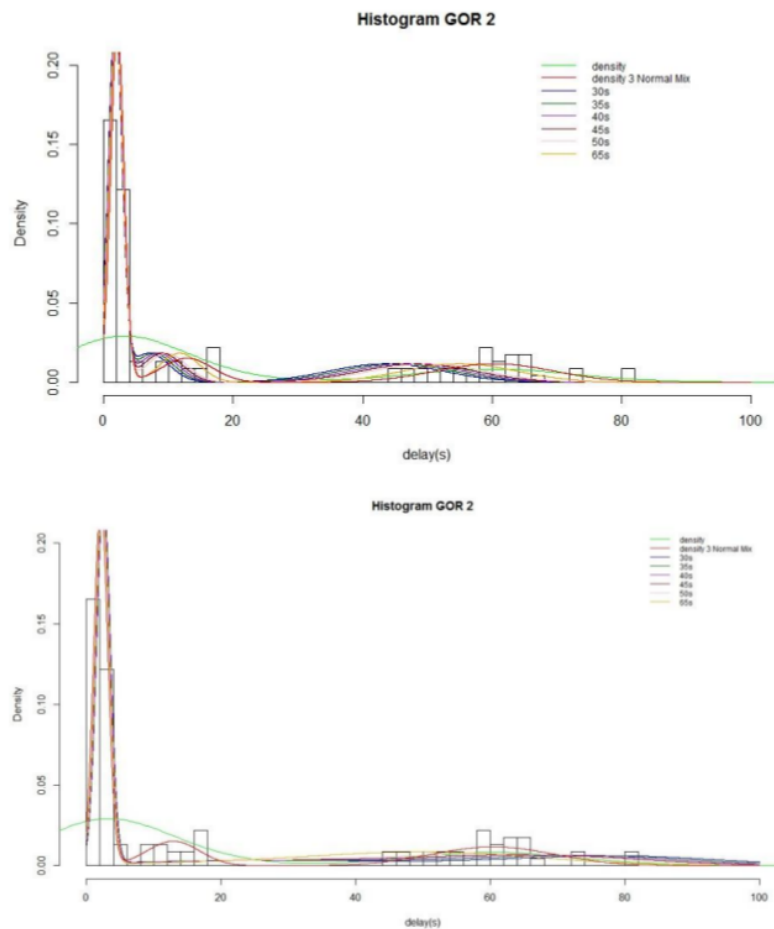 Histogram GOR 2
density
density 3 Normal Mix
30s
35s
40s
45s
50s
65s
Density
0.20
0.15
0.10
0.05
0.00
0 20 40 60 80 100
delay(s)
Histogram GOR 2
density
density 3 Normal Mix
30s
35s
40s
45s
50s
65s
Density
0.20
0.15
0.10
0.05
0.00
0 20 40 60 80 100
delay(s)